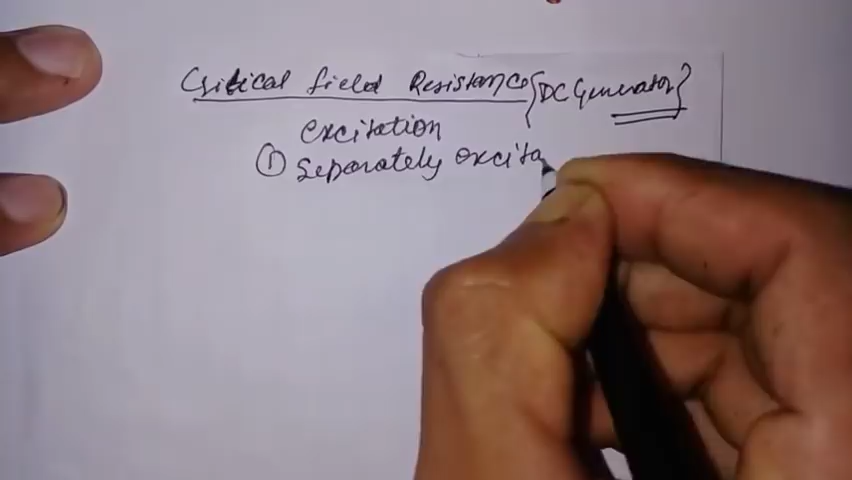 Critical field Resistance {DC Generator}
excitation
① Separately excita